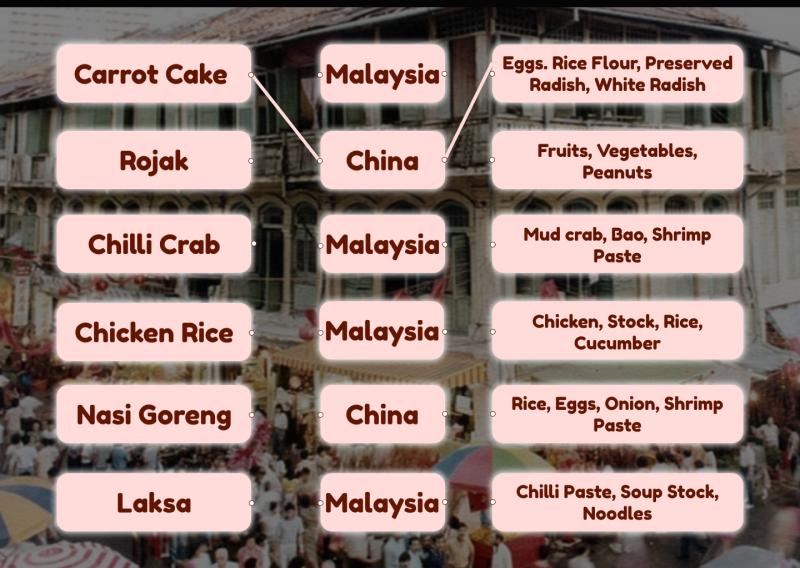 Carrot Cake
Malaysia
Eggs. Rice Flour, Preserved
Radish, White Radish
Rojak
China
Fruits, Vegetables,
Peanuts
Chilli Crab
Malaysia
Mud crab, Bao, Shrimp
Paste
Chicken Rice
Malaysia
Chicken, Stock, Rice,
Cucumber
Nasi Goreng
China
Rice, Eggs, Onion, Shrimp
Paste
Laksa
Malaysia
Chilli Paste, Soup Stock,
Noodles